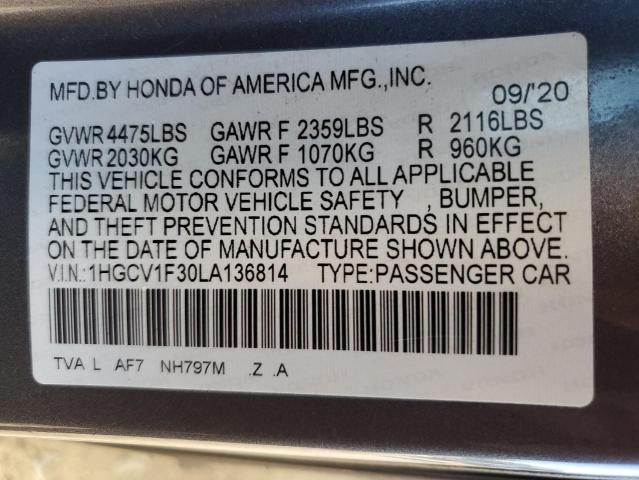 MFD.BY HONDA OF AMERICA MFG.,INC. 09/'20
GVWR 4475LBS GAWR F 2359LBS R 2116LBS
GVWR 2030KG GAWR F 1070KG R 960KG
THIS VEHICLE CONFORMS TO ALL APPLICABLE
FEDERAL MOTOR VEHICLE SAFETY , BUMPER,
AND THEFT PREVENTION STANDARDS IN EFFECT
ON THE DATE OF MANUFACTURE SHOWN ABOVE.
V.I.N.:1HGCV1F30LA136814 TYPE:PASSENGER CAR
TVA L AF7 NH797M .Z .A